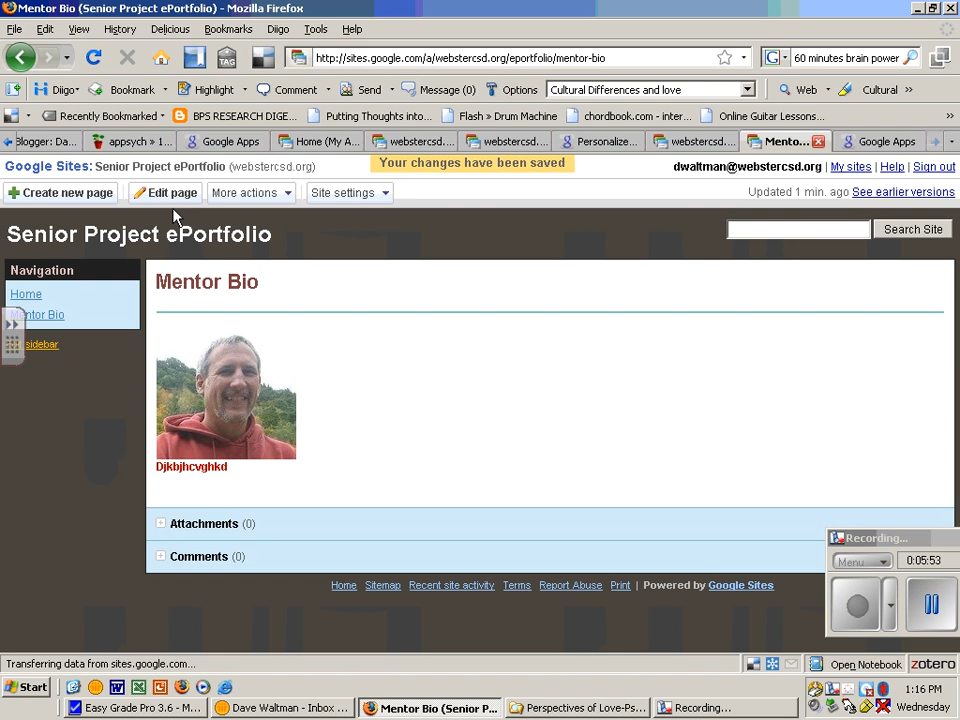 Mentor Bio (Senior Project ePortfolio) - Mozilla Firefox
File Edit View History Delicious Bookmarks Diigo Tools Help
http://sites.google.com/a/webstercsd.org/eportfolio/mentor-bio 60 minutes brain power
Diigo Bookmark Highlight Comment Send Message (0) Options Cultural Differences and love Web Cultural »
Recently Bookmarked BPS RESEARCH DIGE... Putting Thoughts into... Flash » Drum Machine chordbook.com - inter... Online Guitar Lessons... »
Blogger: Da... appsych » 1... Google Apps Home (My A... webstercsd.... webstercsd.... Personalize... webstercsd.... Mento... Google Apps
Google Sites: Senior Project ePortfolio (webstercsd.org) Your changes have been saved dwaltman@webstercsd.org | My sites | Help | Sign out
Create new page Edit page More actions Site settings Updated 1 min. ago See earlier versions
Senior Project ePortfolio Search Site
Navigation
Home
Mentor Bio
sidebar
Mentor Bio
Djkbjhcvghkd
Attachments (0)
Comments (0)
Home Sitemap Recent site activity Terms Report Abuse Print | Powered by Google Sites
Recording...
Menu 0:05:53
Transferring data from sites.google.com... Open Notebook zotero
Start 1:16 PM
Easy Grade Pro 3.6 - M... Dave Waltman - Inbox ... Mentor Bio (Senior P... Perspectives of Love-Ps... Recording... Wednesday